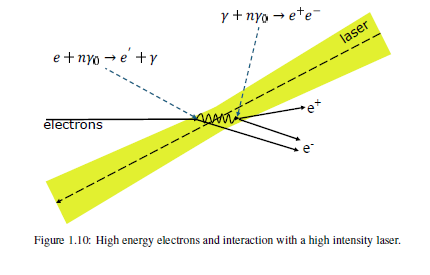 γ + nγ₀ → e⁺e⁻
laser
e + nγ₀ → e′ + γ
e⁺
electrons
e⁻
Figure 1.10: High energy electrons and interaction with a high intensity laser.